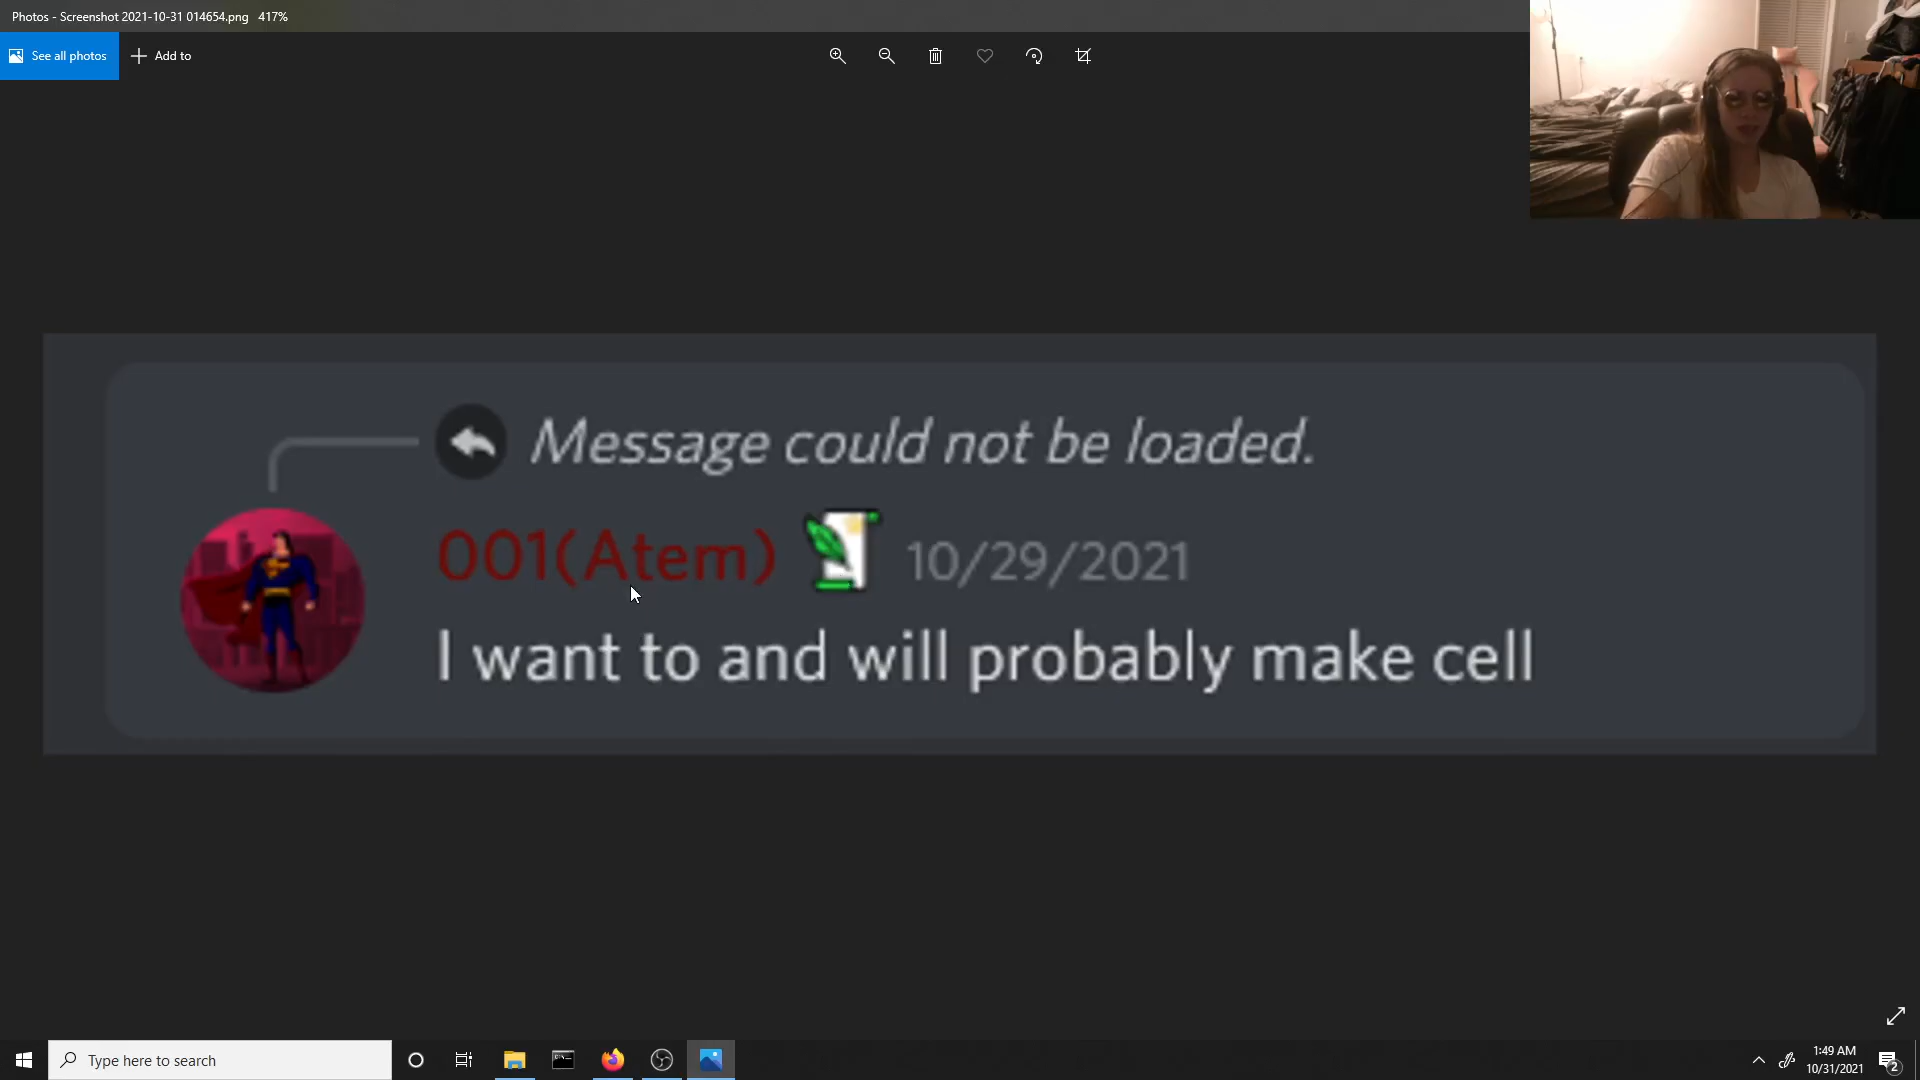 Photos - Screenshot 2021-10-31 014654.png 417%
See all photos
Add to
Message could not be loaded.
001(Atem) 10/29/2021
I want to and will probably make cell
Type here to search
1:49 AM
10/31/2021
2